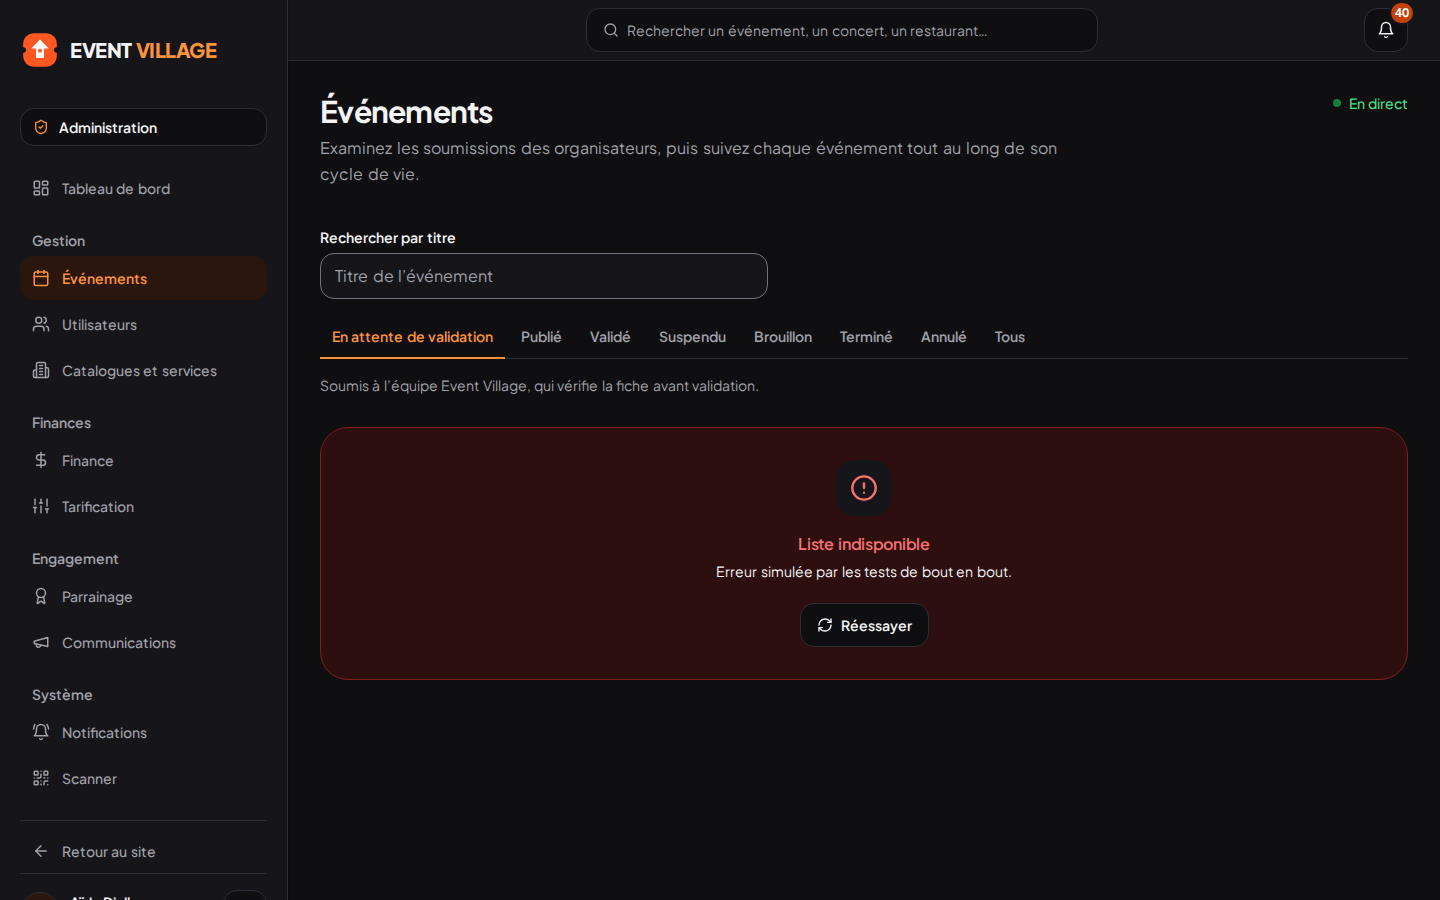 EVENT VILLAGE
Rechercher un événement, un concert, un restaurant…
40
Administration
Tableau de bord
Gestion
Événements
Utilisateurs
Catalogues et services
Finances
Finance
Tarification
Engagement
Parrainage
Communications
Système
Notifications
Scanner
Retour au site
Événements
En direct
Examinez les soumissions des organisateurs, puis suivez chaque événement tout au long de son
cycle de vie.
Rechercher par titre
Titre de l’événement
En attente de validation Publié Validé Suspendu Brouillon Terminé Annulé Tous
Soumis à l’équipe Event Village, qui vérifie la fiche avant validation.
Liste indisponible
Erreur simulée par les tests de bout en bout.
Réessayer